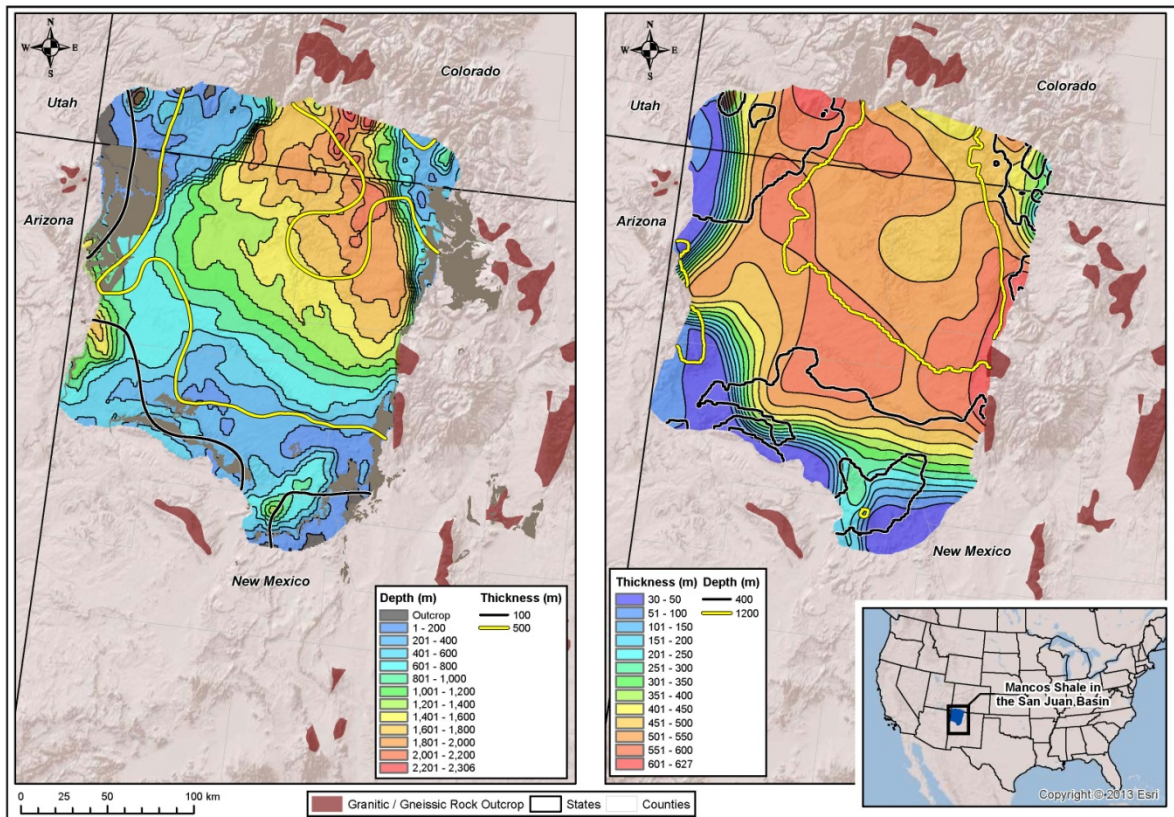 N
W E
S
Colorado
Utah
Arizona
New Mexico
Depth (m)
Outcrop
1 - 200
201 - 400
401 - 600
601 - 800
801 - 1,000
1,001 - 1,200
1,201 - 1,400
1,401 - 1,600
1,601 - 1,800
1,801 - 2,000
2,001 - 2,200
2,201 - 2,306
Thickness (m)
100
500
N
W E
S
Colorado
Utah
Arizona
New Mexico
Thickness (m)
30 - 50
51 - 100
101 - 150
151 - 200
201 - 250
251 - 300
301 - 350
351 - 400
401 - 450
451 - 500
501 - 550
551 - 600
601 - 627
Depth (m)
400
1200
Mancos Shale in
the San Juan Basin
Copyright:© 2013 Esri
0 25 50 100 km
Granitic / Gneissic Rock Outcrop States Counties